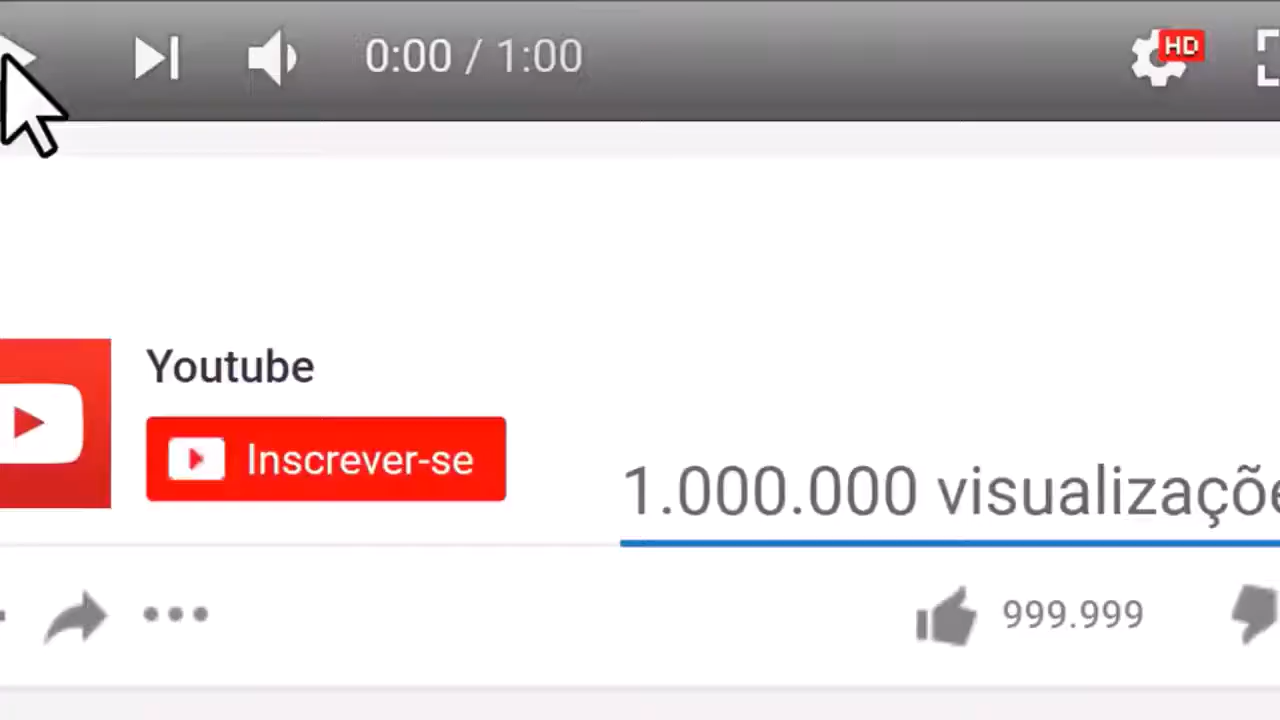 0:00 / 1:00
HD
Youtube
Inscrever-se
1.000.000 visualizaçõe
999.999